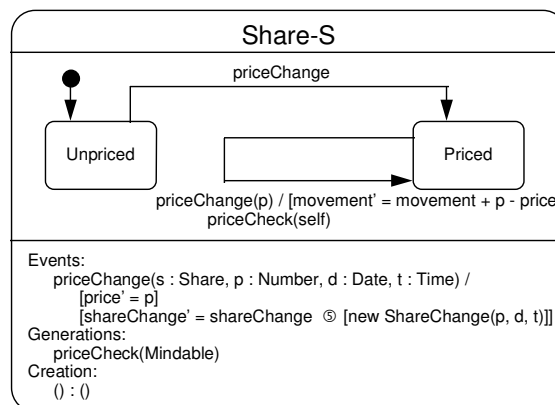 Share-S
priceChange
Unpriced
Priced
priceChange(p) / [movement' = movement + p - price
priceCheck(self)
Events:
priceChange(s : Share, p : Number, d : Date, t : Time) /
[price' = p]
[shareChange' = shareChange Ⓢ [new ShareChange(p, d, t)]]
Generations:
priceCheck(Mindable)
Creation:
() : ()